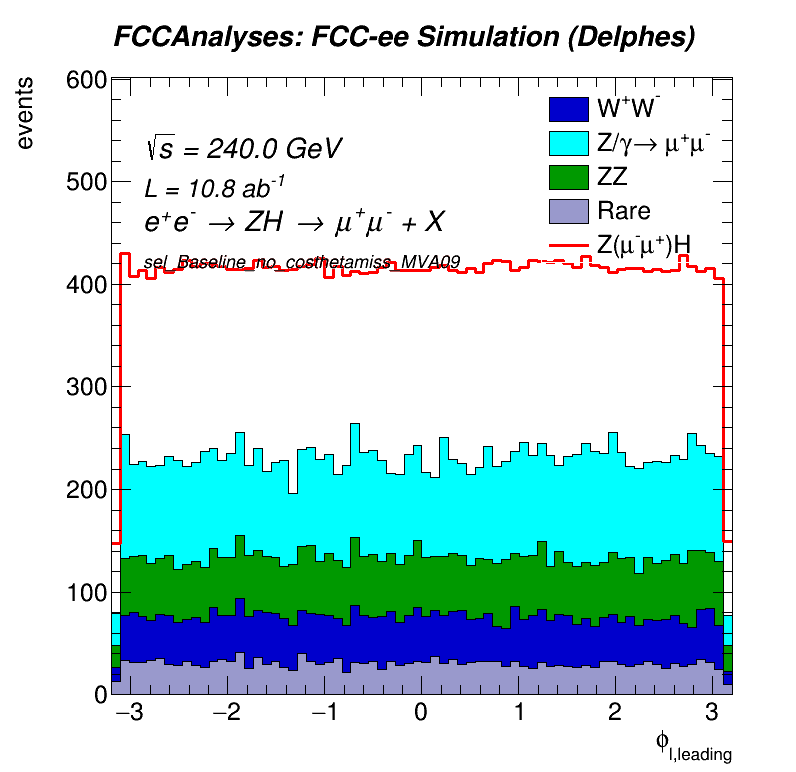 FCCAnalyses: FCC-ee Simulation (Delphes)
events
600
500
400
300
200
100
0
√s = 240.0 GeV
L = 10.8 ab⁻¹
e⁺e⁻ → ZH → μ⁺μ⁻ + X
sel_Baseline_no_costhetamiss_MVA09
W⁺W⁻
Z/γ→ μ⁺μ⁻
ZZ
Rare
Z(μ⁻μ⁺)H
−3 −2 −1 0 1 2 3
ϕ l,leading